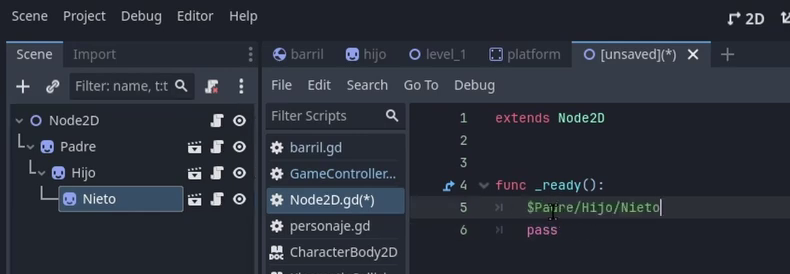 Scene Project Debug Editor Help
2D
Scene Import
Filter: name, t:t
Node2D
Padre
Hijo
Nieto
barril hijo level_1 platform [unsaved](*)
File Edit Search Go To Debug
Filter Scripts
barril.gd
GameController...
Node2D.gd(*)
personaje.gd
CharacterBody2D
1 extends Node2D
2
3
4 func _ready():
5 $Padre/Hijo/Nieto
6 pass